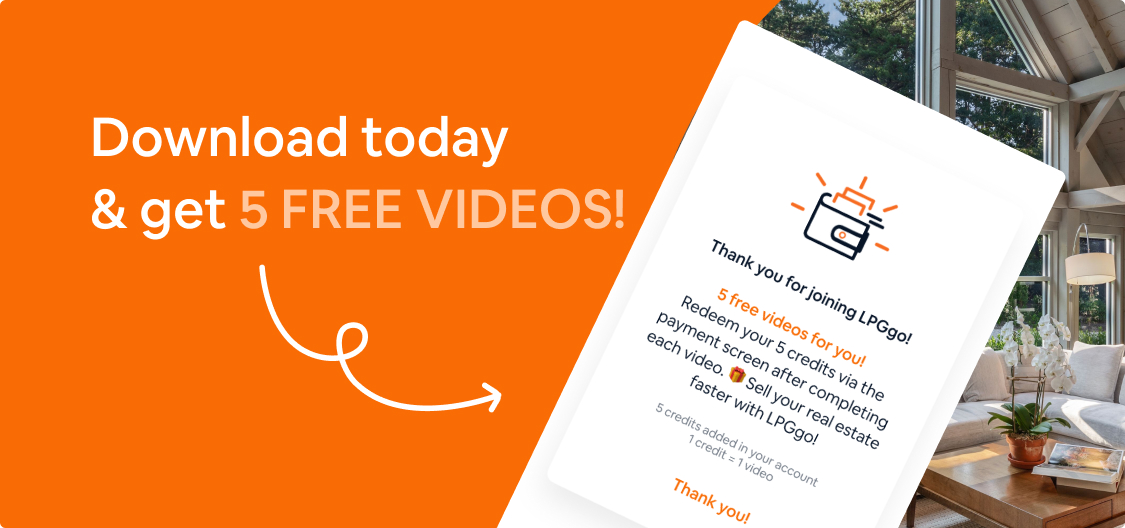 Download today
& get 5 FREE VIDEOS!
Thank you for joining LPGgo!
5 free videos for you!
Redeem your 5 credits via the
payment screen after completing
each video. 🎁 Sell your real estate
faster with LPGgo!
5 credits added in your account
1 credit = 1 video
Thank you!